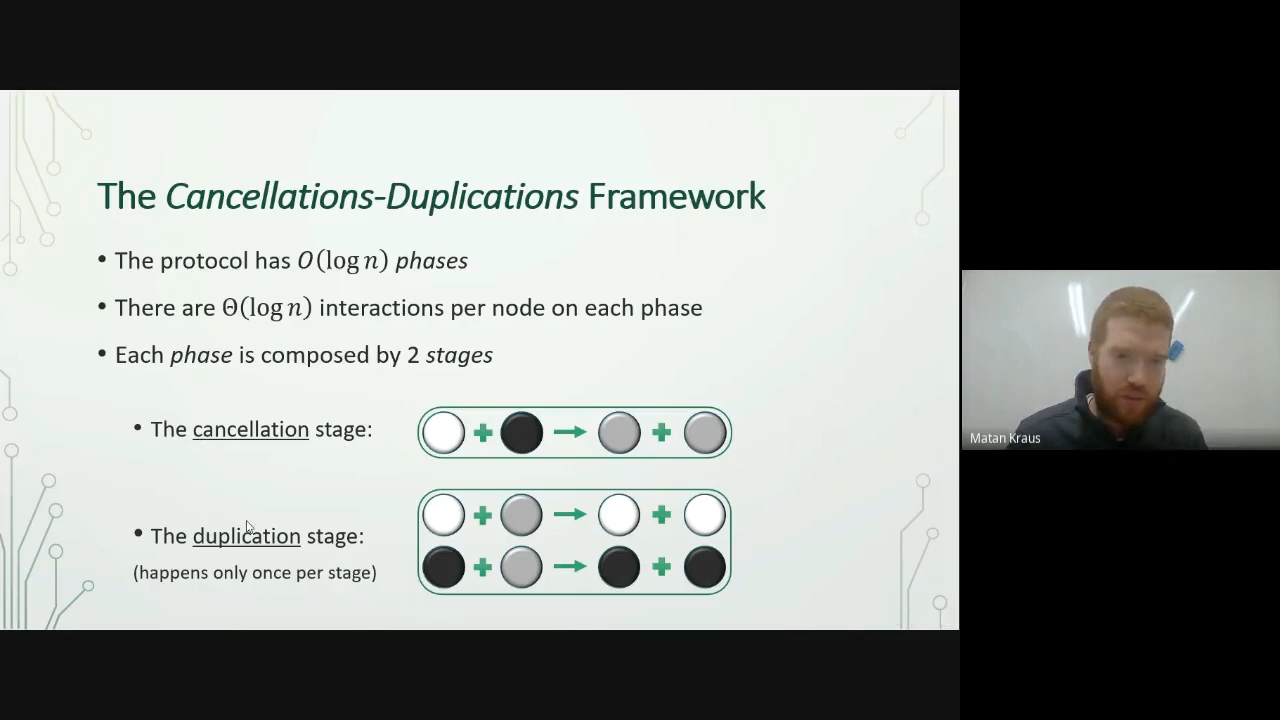 The Cancellations-Duplications Framework
• The protocol has O(log n) phases
• There are Θ(log n) interactions per node on each phase
• Each phase is composed by 2 stages
• The cancellation stage:
• The duplication stage:
(happens only once per stage)
Matan Kraus